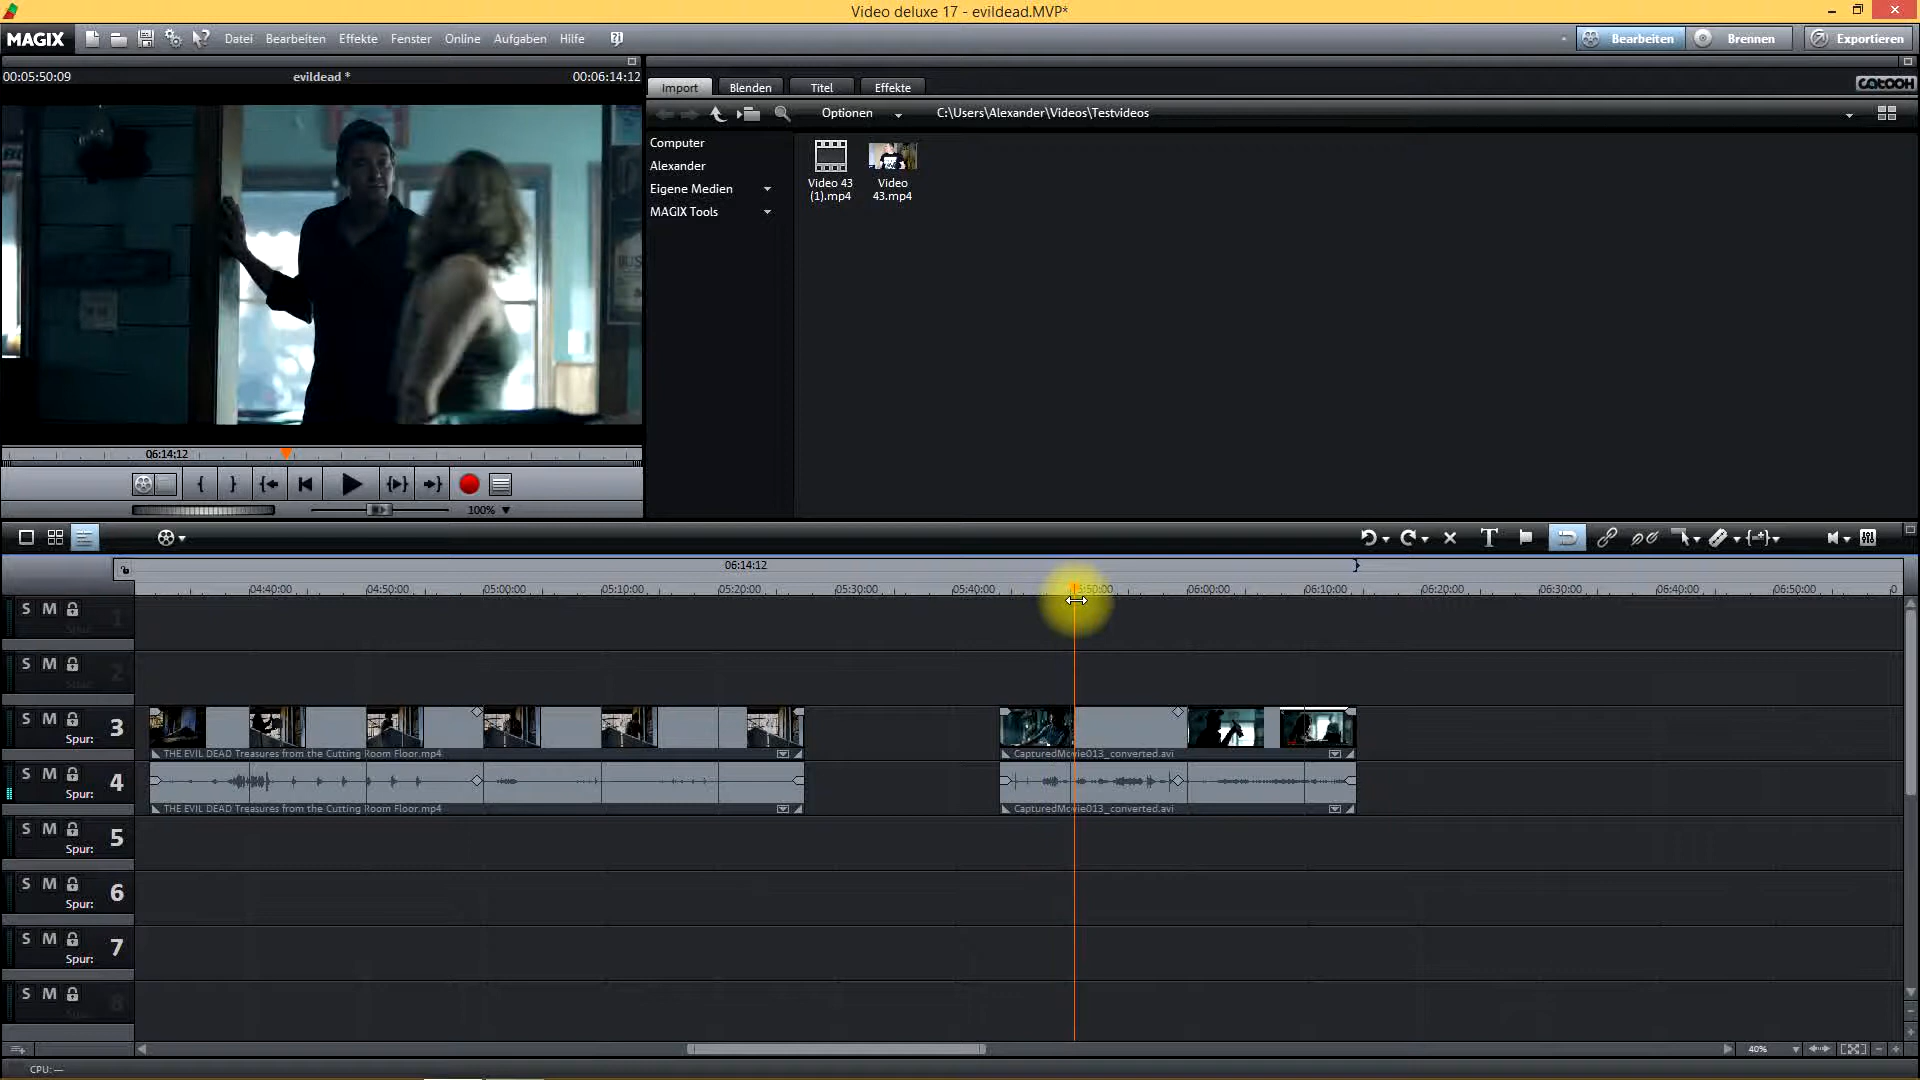 Video deluxe 17 - evildead.MVP*
MAGIX
Datei Bearbeiten Effekte Fenster Online Aufgaben Hilfe
Bearbeiten Brennen Exportieren
00:05:50:09 evildead * 00:06:14:12
Import Blenden Titel Effekte
catooh
Optionen C:\Users\Alexander\Videos\Testvideos
Computer
Alexander
Eigene Medien
MAGIX Tools
Video 43 (1).mp4
Video 43.mp4
06:14:12
100%
06:14:12
04:40:00 04:50:00 05:00:00 05:10:00 05:20:00 05:30:00 05:40:00 5:50:00 06:00:00 06:10:00 06:20:00 06:30:00 06:40:00 06:50:00 0
S M 1
Spur:
S M 2
Spur:
S M 3
Spur:
THE EVIL DEAD Treasures from the Cutting Room Floor.mp4 CapturedMovie013_converted.avi
S M 4
Spur:
THE EVIL DEAD Treasures from the Cutting Room Floor.mp4 CapturedMovie013_converted.avi
S M 5
Spur:
S M 6
Spur:
S M 7
Spur:
S M 8
40%
CPU: —